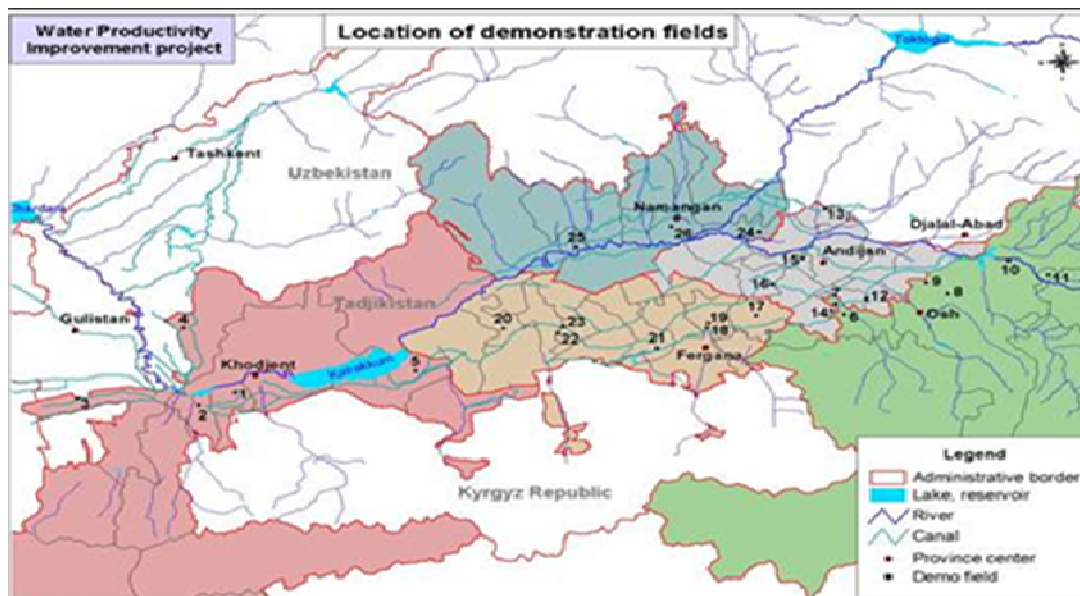 Water Productivity
Improvement project
Location of demonstration fields
Toktogul
Tashkent
Uzbekistan
Namangan
13
Djalal-Abad
25
26
24
Andijan
15
10
11
Tadjikistan
16
9
8
7
12
Gulistan
4
20
23
22
19
18
17
14
6
Osh
21
Fergana
Khodjent
Kairakkum
5
1
2
3
Kyrgyz Republic
Legend
Administrative border
Lake, reservoir
River
Canal
Province center
Demo field